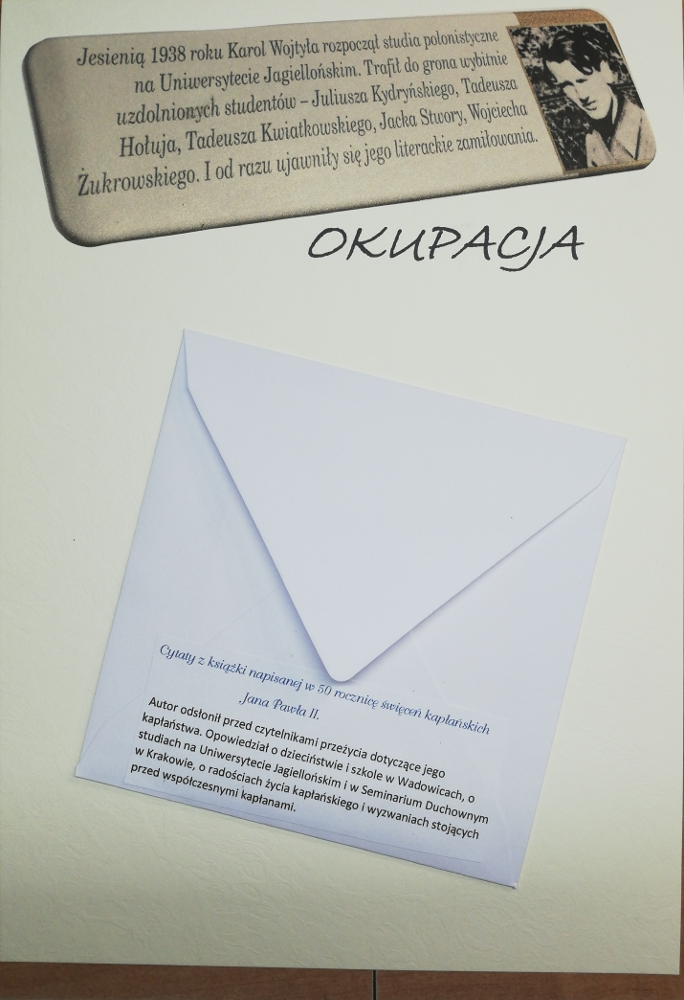 Jesienią 1938 roku Karol Wojtyła rozpoczął studia polonistyczne
na Uniwersytecie Jagiellońskim. Trafił do grona wybitnie
uzdolnionych studentów – Juliusza Kydryńskiego, Tadeusza
Hołuja, Tadeusza Kwiatkowskiego, Jacka Stwory, Wojciecha
Żukrowskiego. I od razu ujawniły się jego literackie zamiłowania.
OKUPACJA
Cytaty z książki napisanej w 50 rocznicę święceń kapłańskich
Jana Pawła II.
Autor odsłonił przed czytelnikami przeżycia dotyczące jego
kapłaństwa. Opowiedział o dzieciństwie i szkole w Wadowicach, o
studiach na Uniwersytecie Jagiellońskim i w Seminarium Duchownym
w Krakowie, o radościach życia kapłańskiego i wyzwaniach stojących
przed współczesnymi kapłanami.